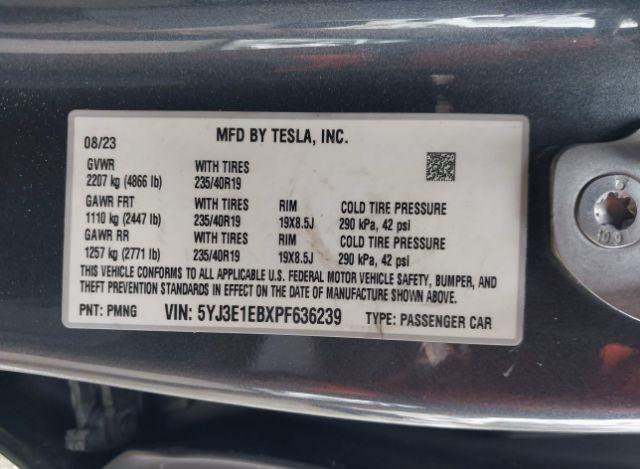 MFD BY TESLA, INC.
08/23
GVWR WITH TIRES
2207 kg (4866 lb) 235/40R19
GAWR FRT WITH TIRES RIM COLD TIRE PRESSURE
1110 kg (2447 lb) 235/40R19 19X8.5J 290 kPa, 42 psi
GAWR RR WITH TIRES RIM COLD TIRE PRESSURE
1257 kg (2771 lb) 235/40R19 19X8.5J 290 kPa, 42 psi
THIS VEHICLE CONFORMS TO ALL APPLICABLE U.S. FEDERAL MOTOR VEHICLE SAFETY, BUMPER, AND
THEFT PREVENTION STANDARDS IN EFFECT ON THE DATE OF MANUFACTURE SHOWN ABOVE.
PNT: PMNG VIN: 5YJ3E1EBXPF636239 TYPE: PASSENGER CAR
10.9